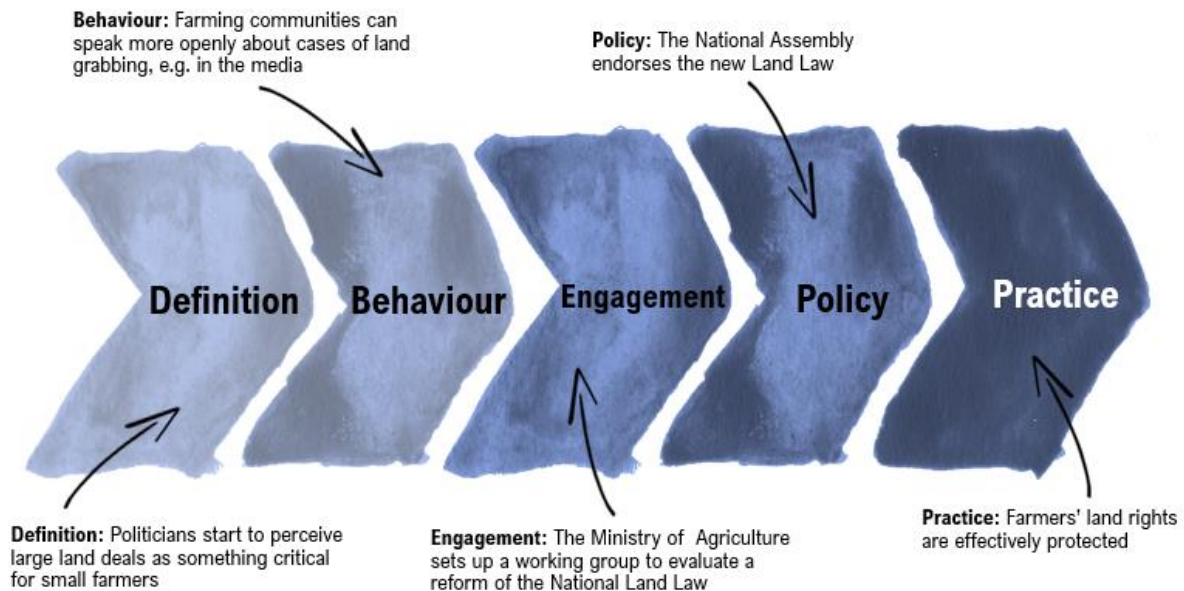 Behaviour: Farming communities can
speak more openly about cases of land
grabbing, e.g. in the media
Policy: The National Assembly
endorses the new Land Law
Definition
Behaviour
Engagement
Policy
Practice
Definition: Politicians start to perceive
large land deals as something critical
for small farmers
Engagement: The Ministry of Agriculture
sets up a working group to evaluate a
reform of the National Land Law
Practice: Farmers' land rights
are effectively protected